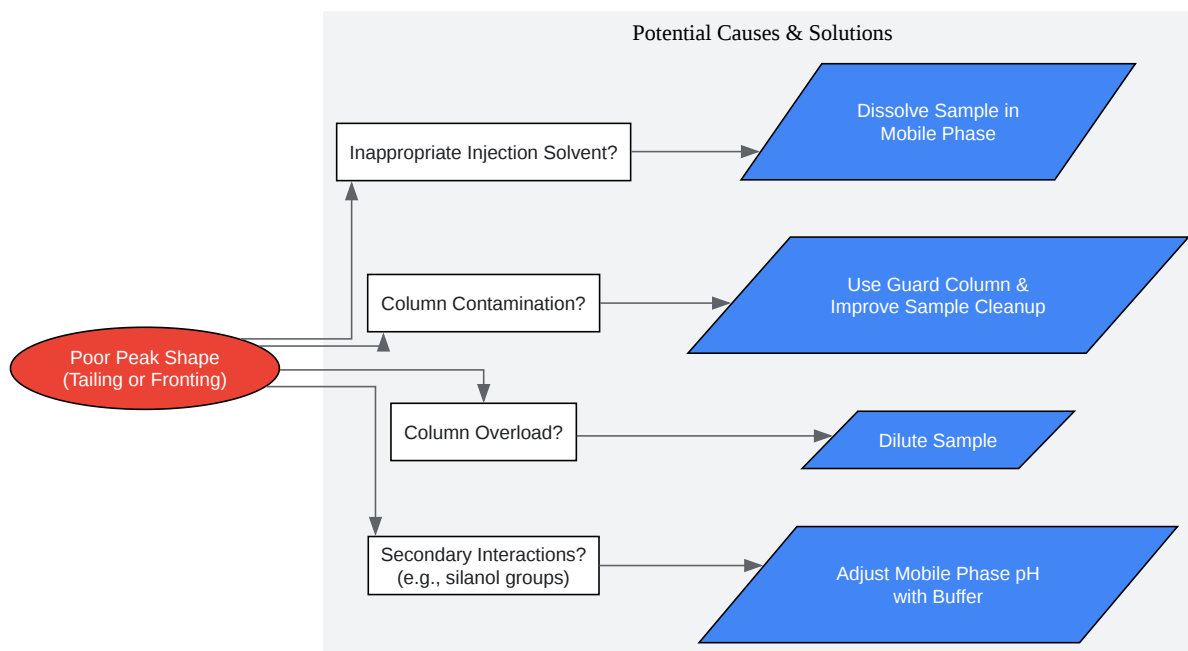 Potential Causes & Solutions
Inappropriate Injection Solvent?
Dissolve Sample in
Mobile Phase
Column Contamination?
Use Guard Column &
Improve Sample Cleanup
Poor Peak Shape
(Tailing or Fronting)
Column Overload?
Dilute Sample
Secondary Interactions?
(e.g., silanol groups)
Adjust Mobile Phase pH
with Buffer